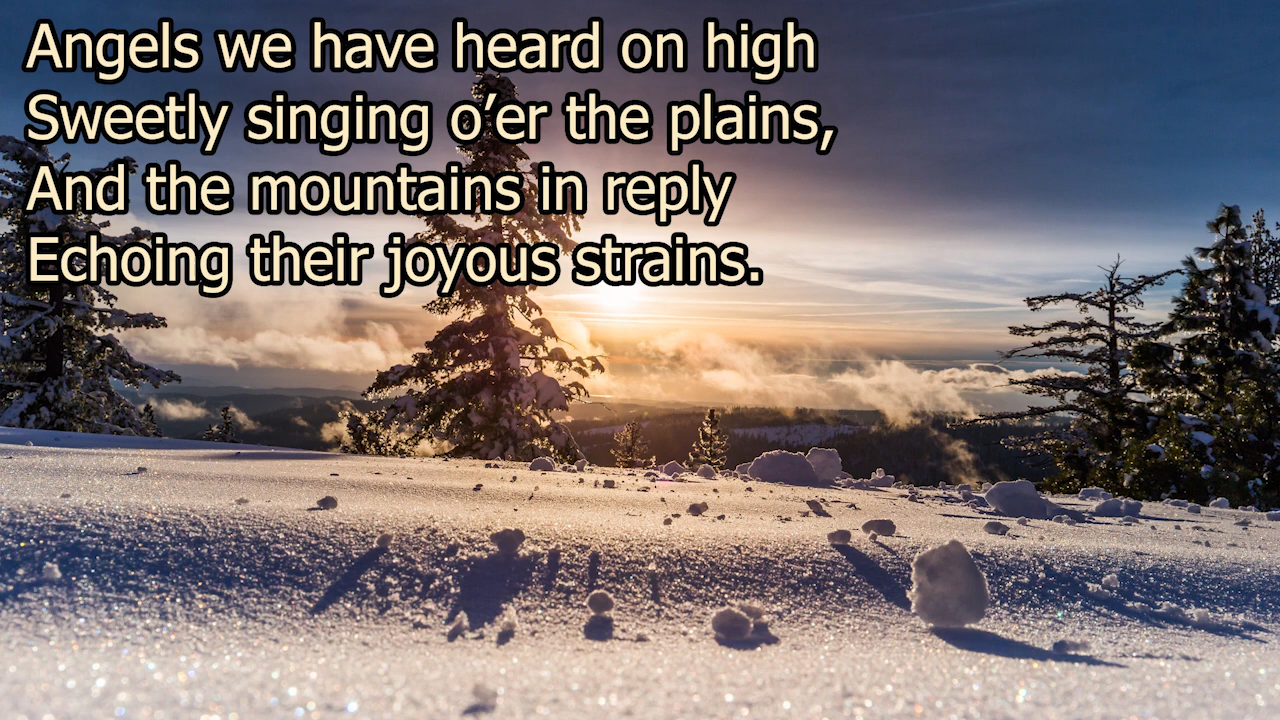 Angels we have heard on high
Sweetly singing o’er the plains,
And the mountains in reply
Echoing their joyous strains.